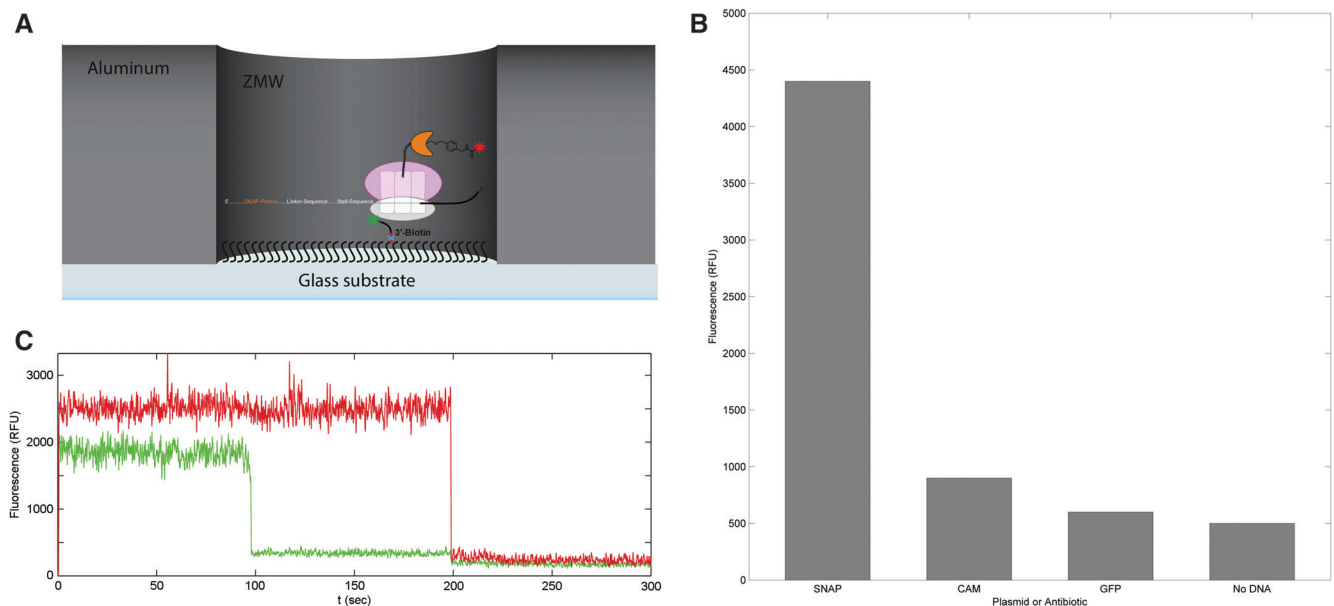 A
Aluminum
ZMW
5'........SNAP-Protein......Linker-Sequence......Stall-Sequence
3'
3'-Biotin
Glass substrate
B
5000
4500
4000
3500
3000
2500
2000
1500
1000
500
0
Fluorescence (RFU)
SNAP
CAM
GFP
No DNA
Plasmid or Antibiotic
C
3000
2000
1000
0
Fluorescence (RFU)
0
50
100
150
200
250
300
t (sec)